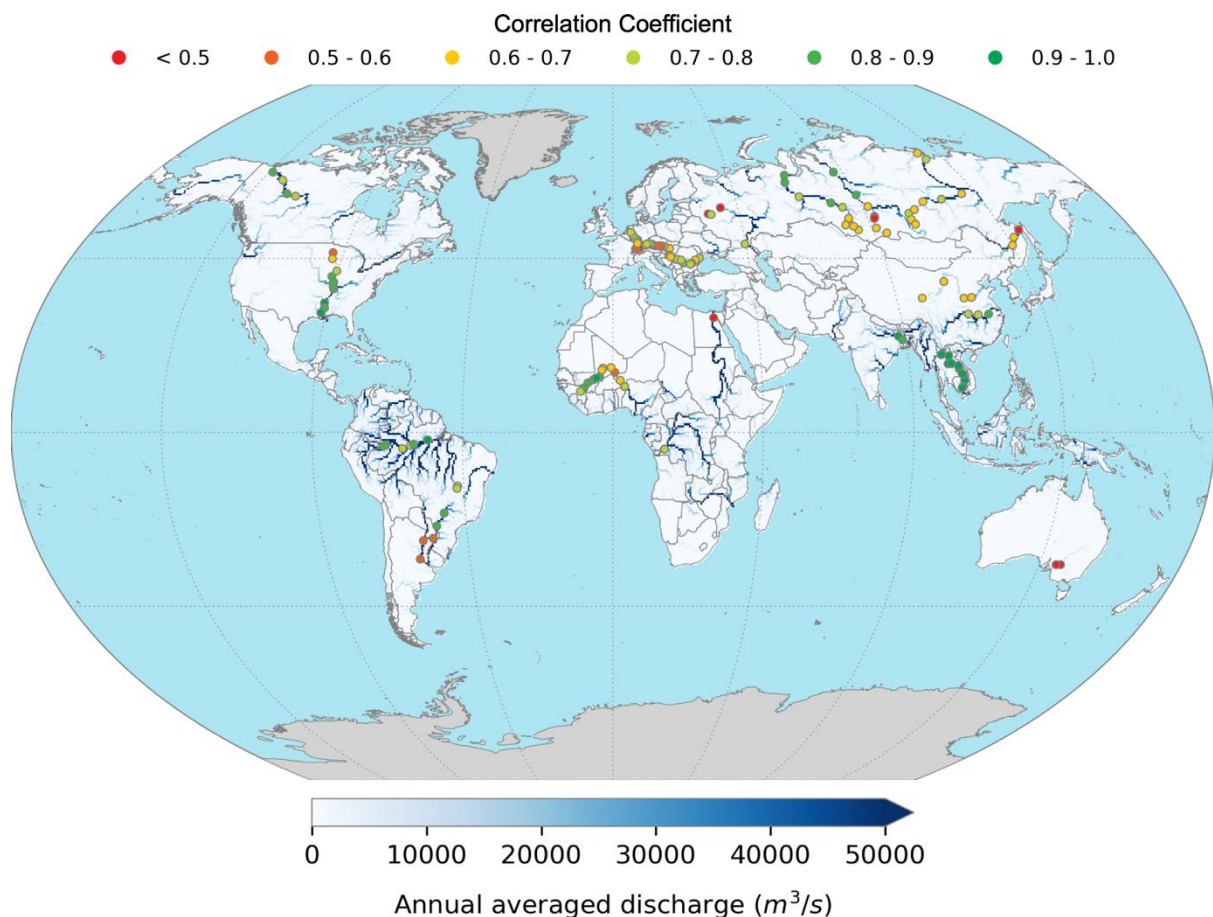 Correlation Coefficient
< 0.5 0.5 - 0.6 0.6 - 0.7 0.7 - 0.8 0.8 - 0.9 0.9 - 1.0
0 10000 20000 30000 40000 50000
Annual averaged discharge (m³/s)